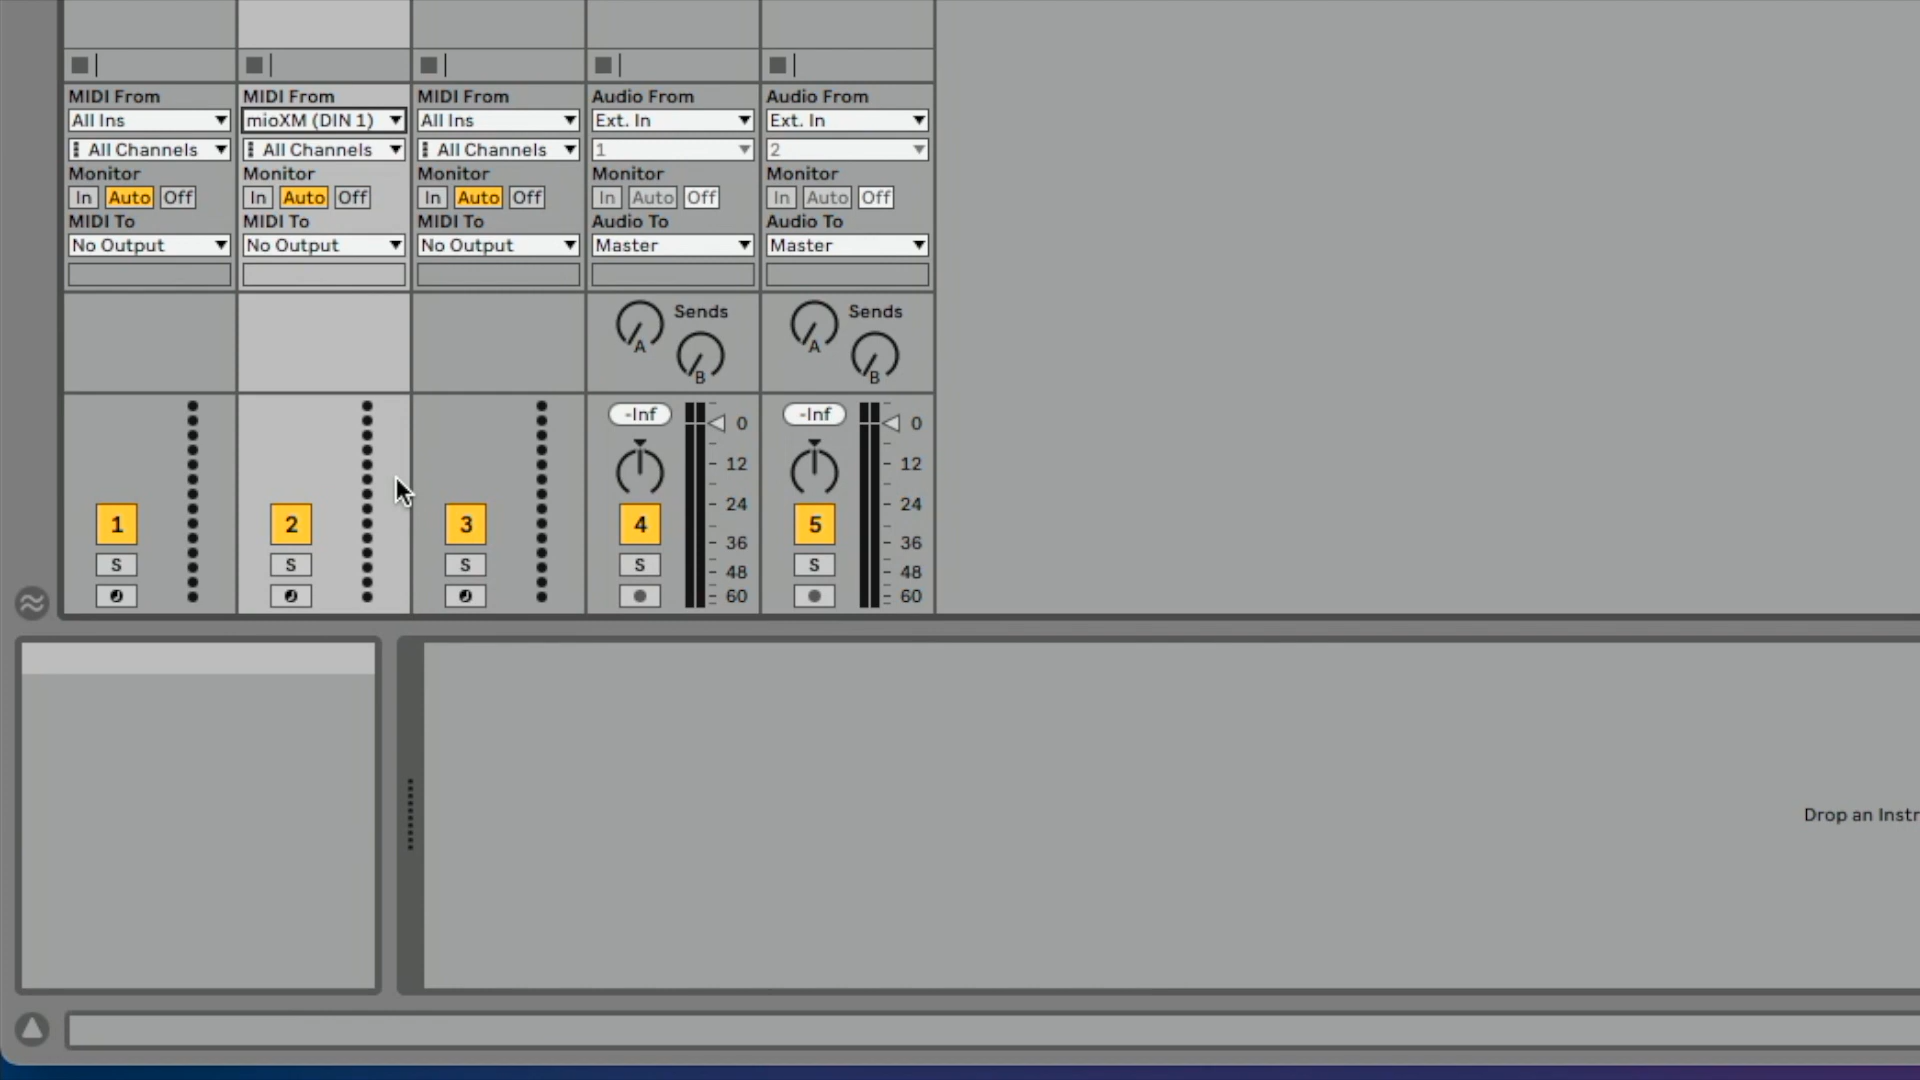 MIDI From MIDI From MIDI From Audio From Audio From
All Ins mioXM (DIN 1) All Ins Ext. In Ext. In
All Channels All Channels All Channels 1 2
Monitor Monitor Monitor Monitor Monitor
In Auto Off In Auto Off In Auto Off In Auto Off In Auto Off
MIDI To MIDI To MIDI To Audio To Audio To
No Output No Output No Output Master Master
Sends Sends
A A
B B
-Inf 0 -Inf 0
12 12
24 24
1 2 3 4 5
36 36
S S S S S
48 48
60 60
Drop an Instr